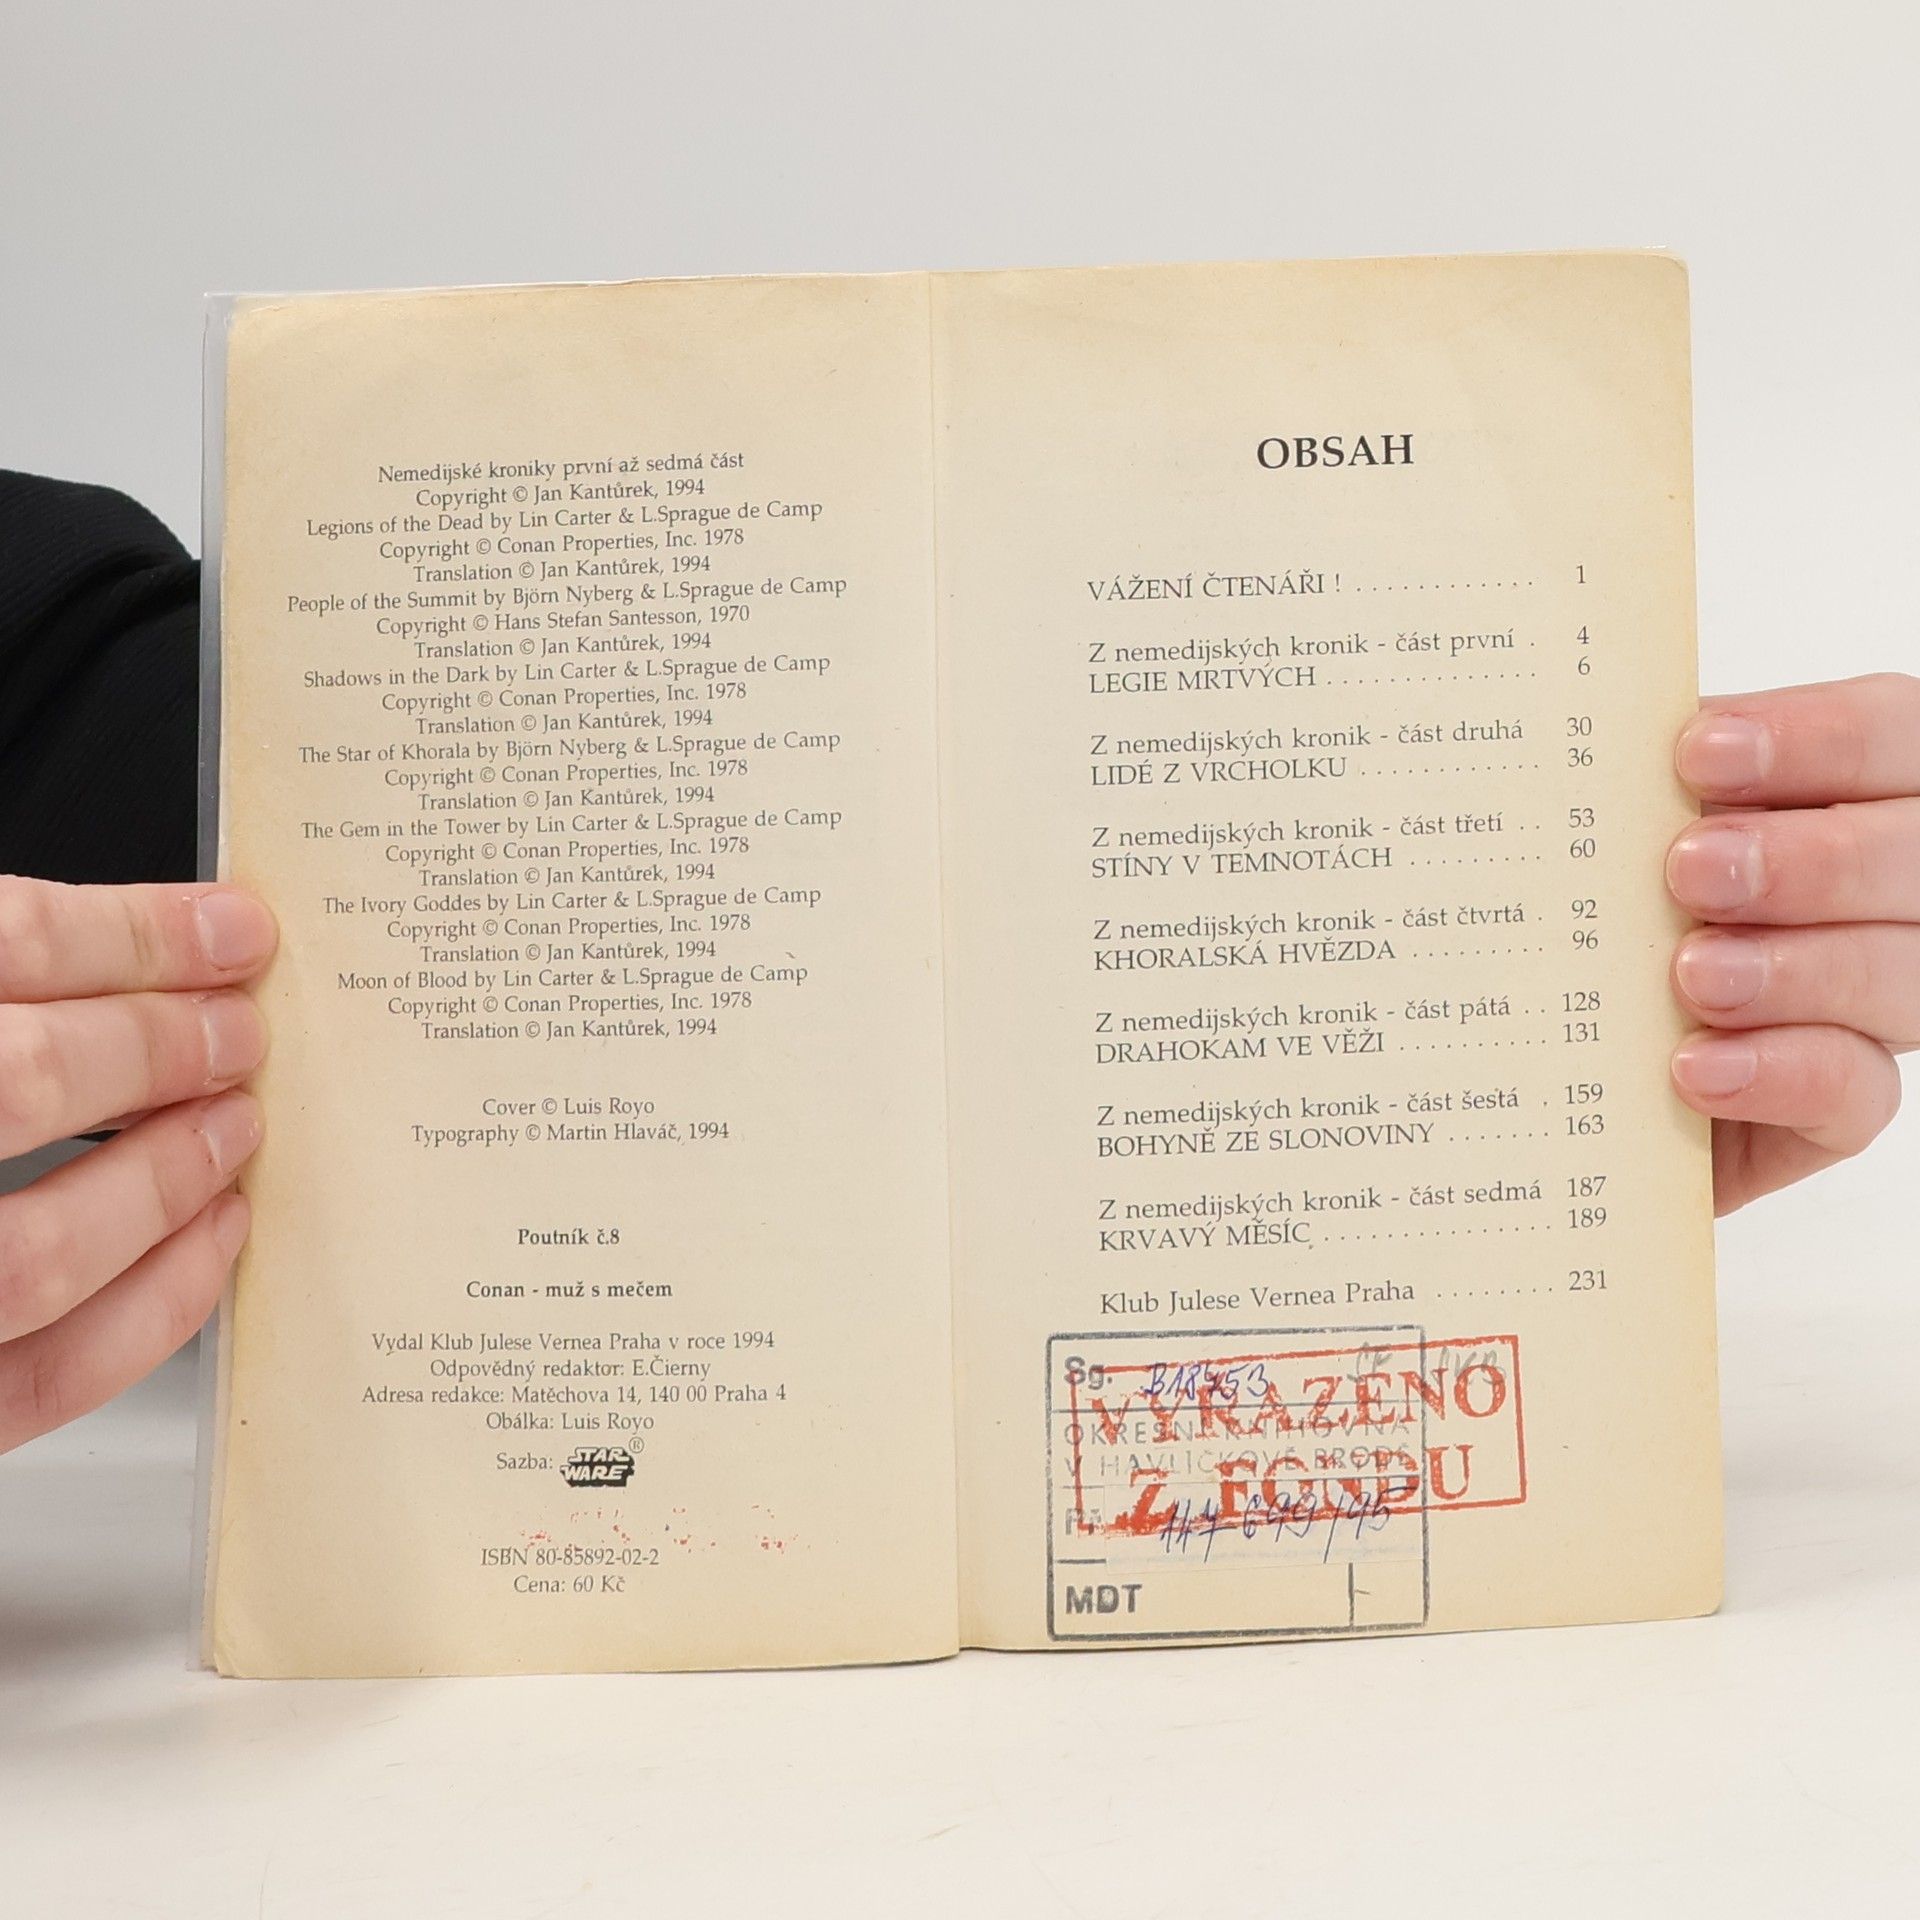 Nemedijské kroniky první až sedmá část
Copyright © Jan Kantůrek, 1994
Legions of the Dead by Lin Carter & L.Sprague de Camp
Copyright © Conan Properties, Inc. 1978
Translation © Jan Kantůrek, 1994
People of the Summit by Björn Nyberg & L.Sprague de Camp
Copyright © Hans Stefan Santesson, 1970
Translation © Jan Kantůrek, 1994
Shadows in the Dark by Lin Carter & L.Sprague de Camp
Copyright © Conan Properties, Inc. 1978
Translation © Jan Kantůrek, 1994
The Star of Khorala by Björn Nyberg & L.Sprague de Camp
Copyright © Conan Properties, Inc. 1978
Translation © Jan Kantůrek, 1994
The Gem in the Tower by Lin Carter & L.Sprague de Camp
Copyright © Conan Properties, Inc. 1978
Translation © Jan Kantůrek, 1994
The Ivory Goddes by Lin Carter & L.Sprague de Camp
Copyright © Conan Properties, Inc. 1978
Translation © Jan Kantůrek, 1994
Moon of Blood by Lin Carter & L.Sprague de Camp
Copyright © Conan Properties, Inc. 1978
Translation © Jan Kantůrek, 1994
Cover © Luis Royo
Typography © Martin Hlaváč, 1994
Poutník č.8
Conan - muž s mečem
Vydal Klub Julese Vernea Praha v roce 1994
Odpovědný redaktor: E.Čierny
Adresa redakce: Matěchova 14, 140 00 Praha 4
Obálka: Luis Royo
Sazba: STAR WARE ®
ISBN 80-85892-02-2
Cena: 60 Kč
OBSAH
VÁŽENÍ ČTENÁŘI ! . . . . . . . . . . . . 1
Z nemedijských kronik - část první . 4
LEGIE MRTVÝCH . . . . . . . . . . . . . . 6
Z nemedijských kronik - část druhá 30
LIDÉ Z VRCHOLKU . . . . . . . . . . . . 36
Z nemedijských kronik - část třetí . . 53
STÍNY V TEMNOTÁCH . . . . . . . . . 60
Z nemedijských kronik - část čtvrtá . 92
KHORALSKÁ HVĚZDA . . . . . . . . . 96
Z nemedijských kronik - část pátá . . 128
DRAHOKAM VE VĚŽI . . . . . . . . . . 131
Z nemedijských kronik - část šestá . 159
BOHYNĚ ZE SLONOVINY . . . . . . . 163
Z nemedijských kronik - část sedmá 187
KRVAVÝ MĚSÍC . . . . . . . . . . . . . . . 189
Klub Julese Vernea Praha . . . . . . . . 231
Sg. B18453
VYŘAZENO
OKRESNÍ KNIHOVNA
V HAVLÍČKOVĚ BRODĚ
Z FONDU
147 699/95
MDT